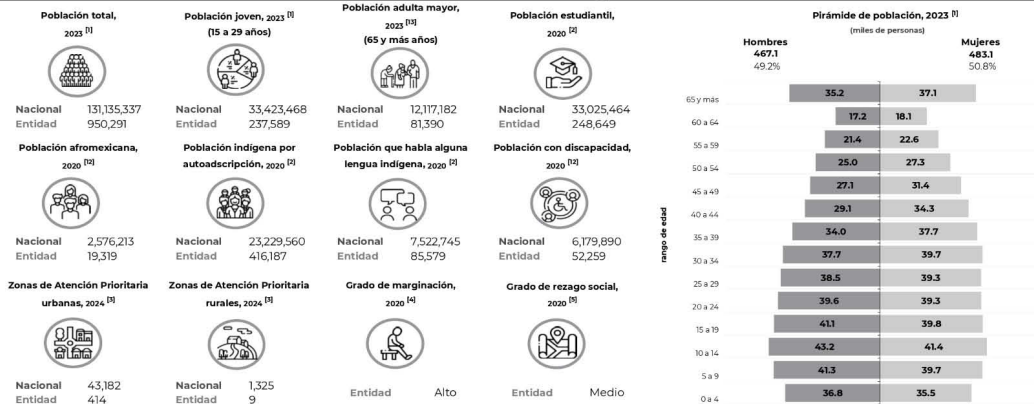 Población total,
2023 [1]
Nacional 131,135,337
Entidad 950,291
Población joven, 2023 [1]
(15 a 29 años)
Nacional 33,423,468
Entidad 237,589
Población adulta mayor,
2023 [13]
(65 y más años)
Nacional 12,117,182
Entidad 81,390
Población estudiantil,
2020 [2]
Nacional 33,025,464
Entidad 248,649
Población afromexicana,
2020 [12]
Nacional 2,576,213
Entidad 19,319
Población indígena por
autoadscripción, 2020 [2]
Nacional 23,229,560
Entidad 416,187
Población que habla alguna
lengua indígena, 2020 [2]
Nacional 7,522,745
Entidad 85,579
Población con discapacidad,
2020 [12]
Nacional 6,179,890
Entidad 52,259
Zonas de Atención Prioritaria
urbanas, 2024 [3]
Nacional 43,182
Entidad 414
Zonas de Atención Prioritaria
rurales, 2024 [3]
Nacional 1,325
Entidad 9
Grado de marginación,
2020 [4]
Entidad Alto
Grado de rezago social,
2020 [5]
Entidad Medio
Pirámide de población, 2023 [1]
(miles de personas)
Hombres Mujeres
467.1 483.1
49.2% 50.8%
rango de edad
65 y más 35.2 37.1
60 a 64 17.2 18.1
55 a 59 21.4 22.6
50 a 54 25.0 27.3
45 a 49 27.1 31.4
40 a 44 29.1 34.3
35 a 39 34.0 37.7
30 a 34 37.7 39.7
25 a 29 38.5 39.3
20 a 24 39.6 39.3
15 a 19 41.1 39.8
10 a 14 43.2 41.4
5 a 9 41.3 39.7
0 a 4 36.8 35.5